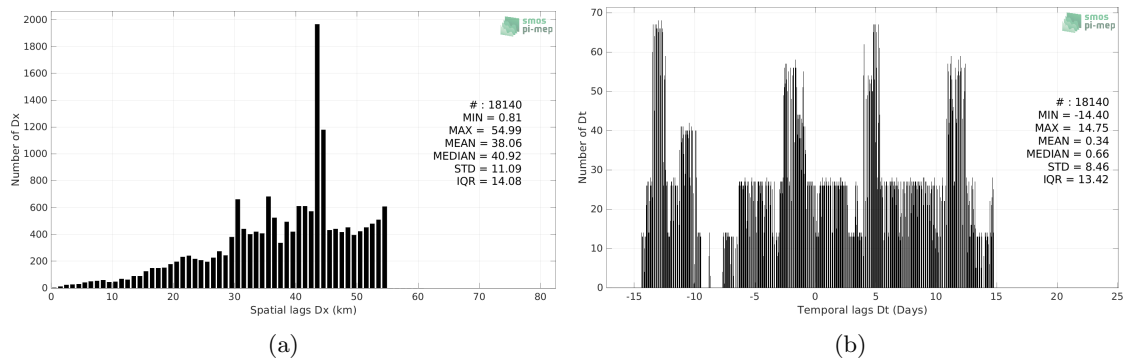 2000
1800
1600
1400
1200
1000
800
600
400
200
0
Number of Dx
0 10 20 30 40 50 60 70 80
Spatial lags Dx (km)
smos
pi-mep
# : 18140
MIN = 0.81
MAX = 54.99
MEAN = 38.06
MEDIAN = 40.92
STD = 11.09
IQR = 14.08
(a)
70
60
50
40
30
20
10
0
Number of Dt
-15 -10 -5 0 5 10 15 20 25
Temporal lags Dt (Days)
smos
pi-mep
# : 18140
MIN = -14.40
MAX = 14.75
MEAN = 0.34
MEDIAN = 0.66
STD = 8.46
IQR = 13.42
(b)